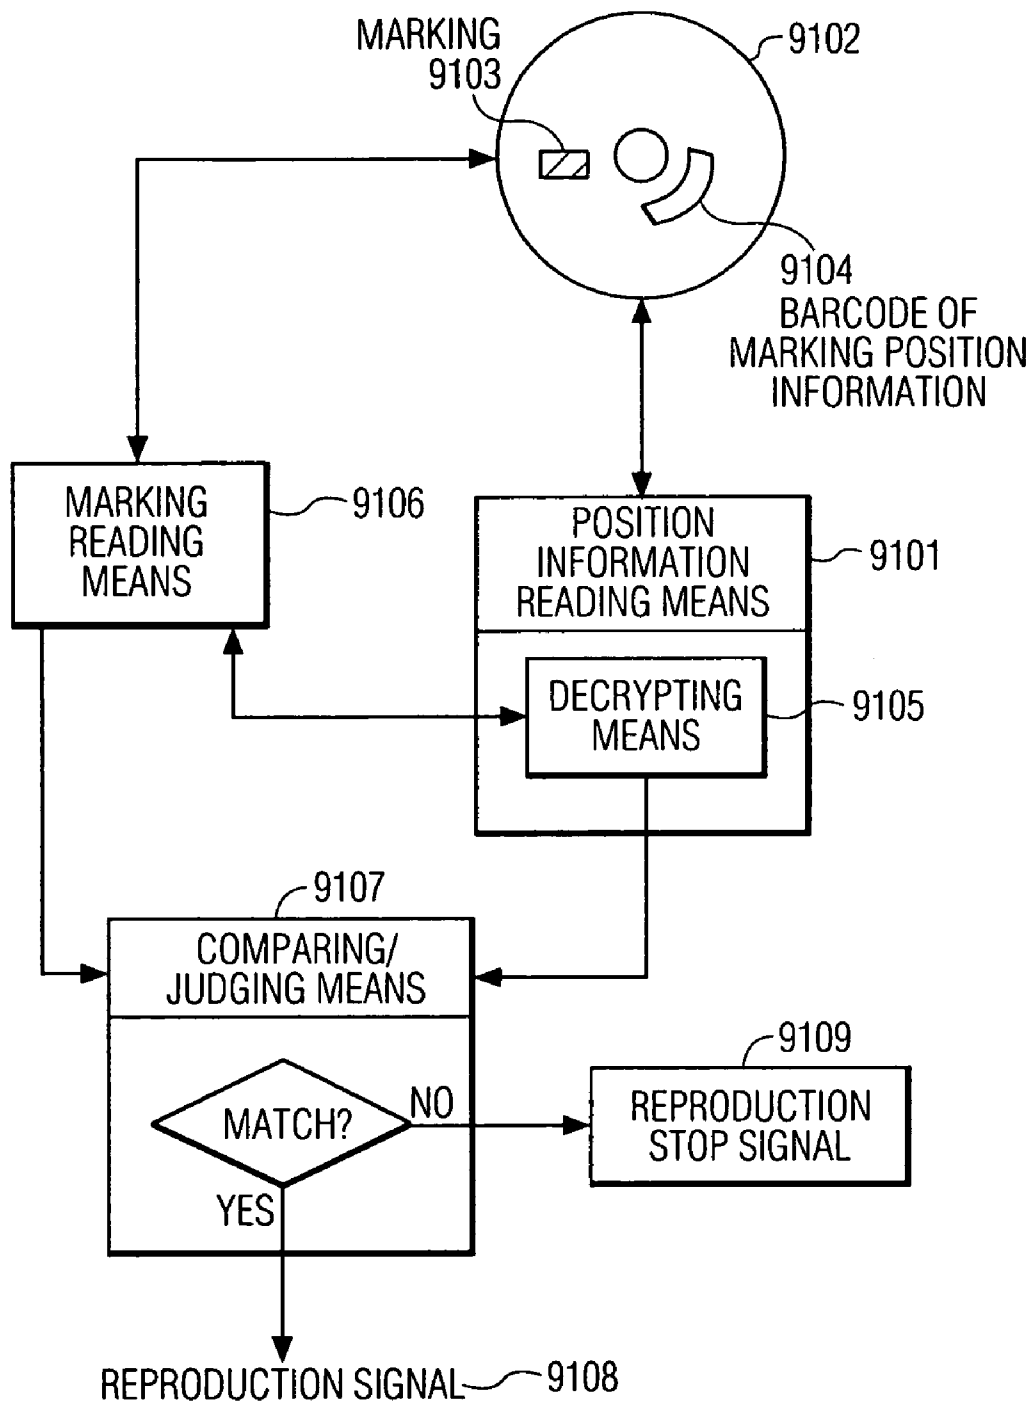 MARKING
9103
9102
9104
BARCODE OF
MARKING POSITION
INFORMATION
MARKING
READING
MEANS
9106
POSITION
INFORMATION
READING MEANS
9101
DECRYPTING
MEANS
9105
9107
COMPARING/
JUDGING MEANS
MATCH?
NO
YES
9109
REPRODUCTION
STOP SIGNAL
REPRODUCTION SIGNAL
9108